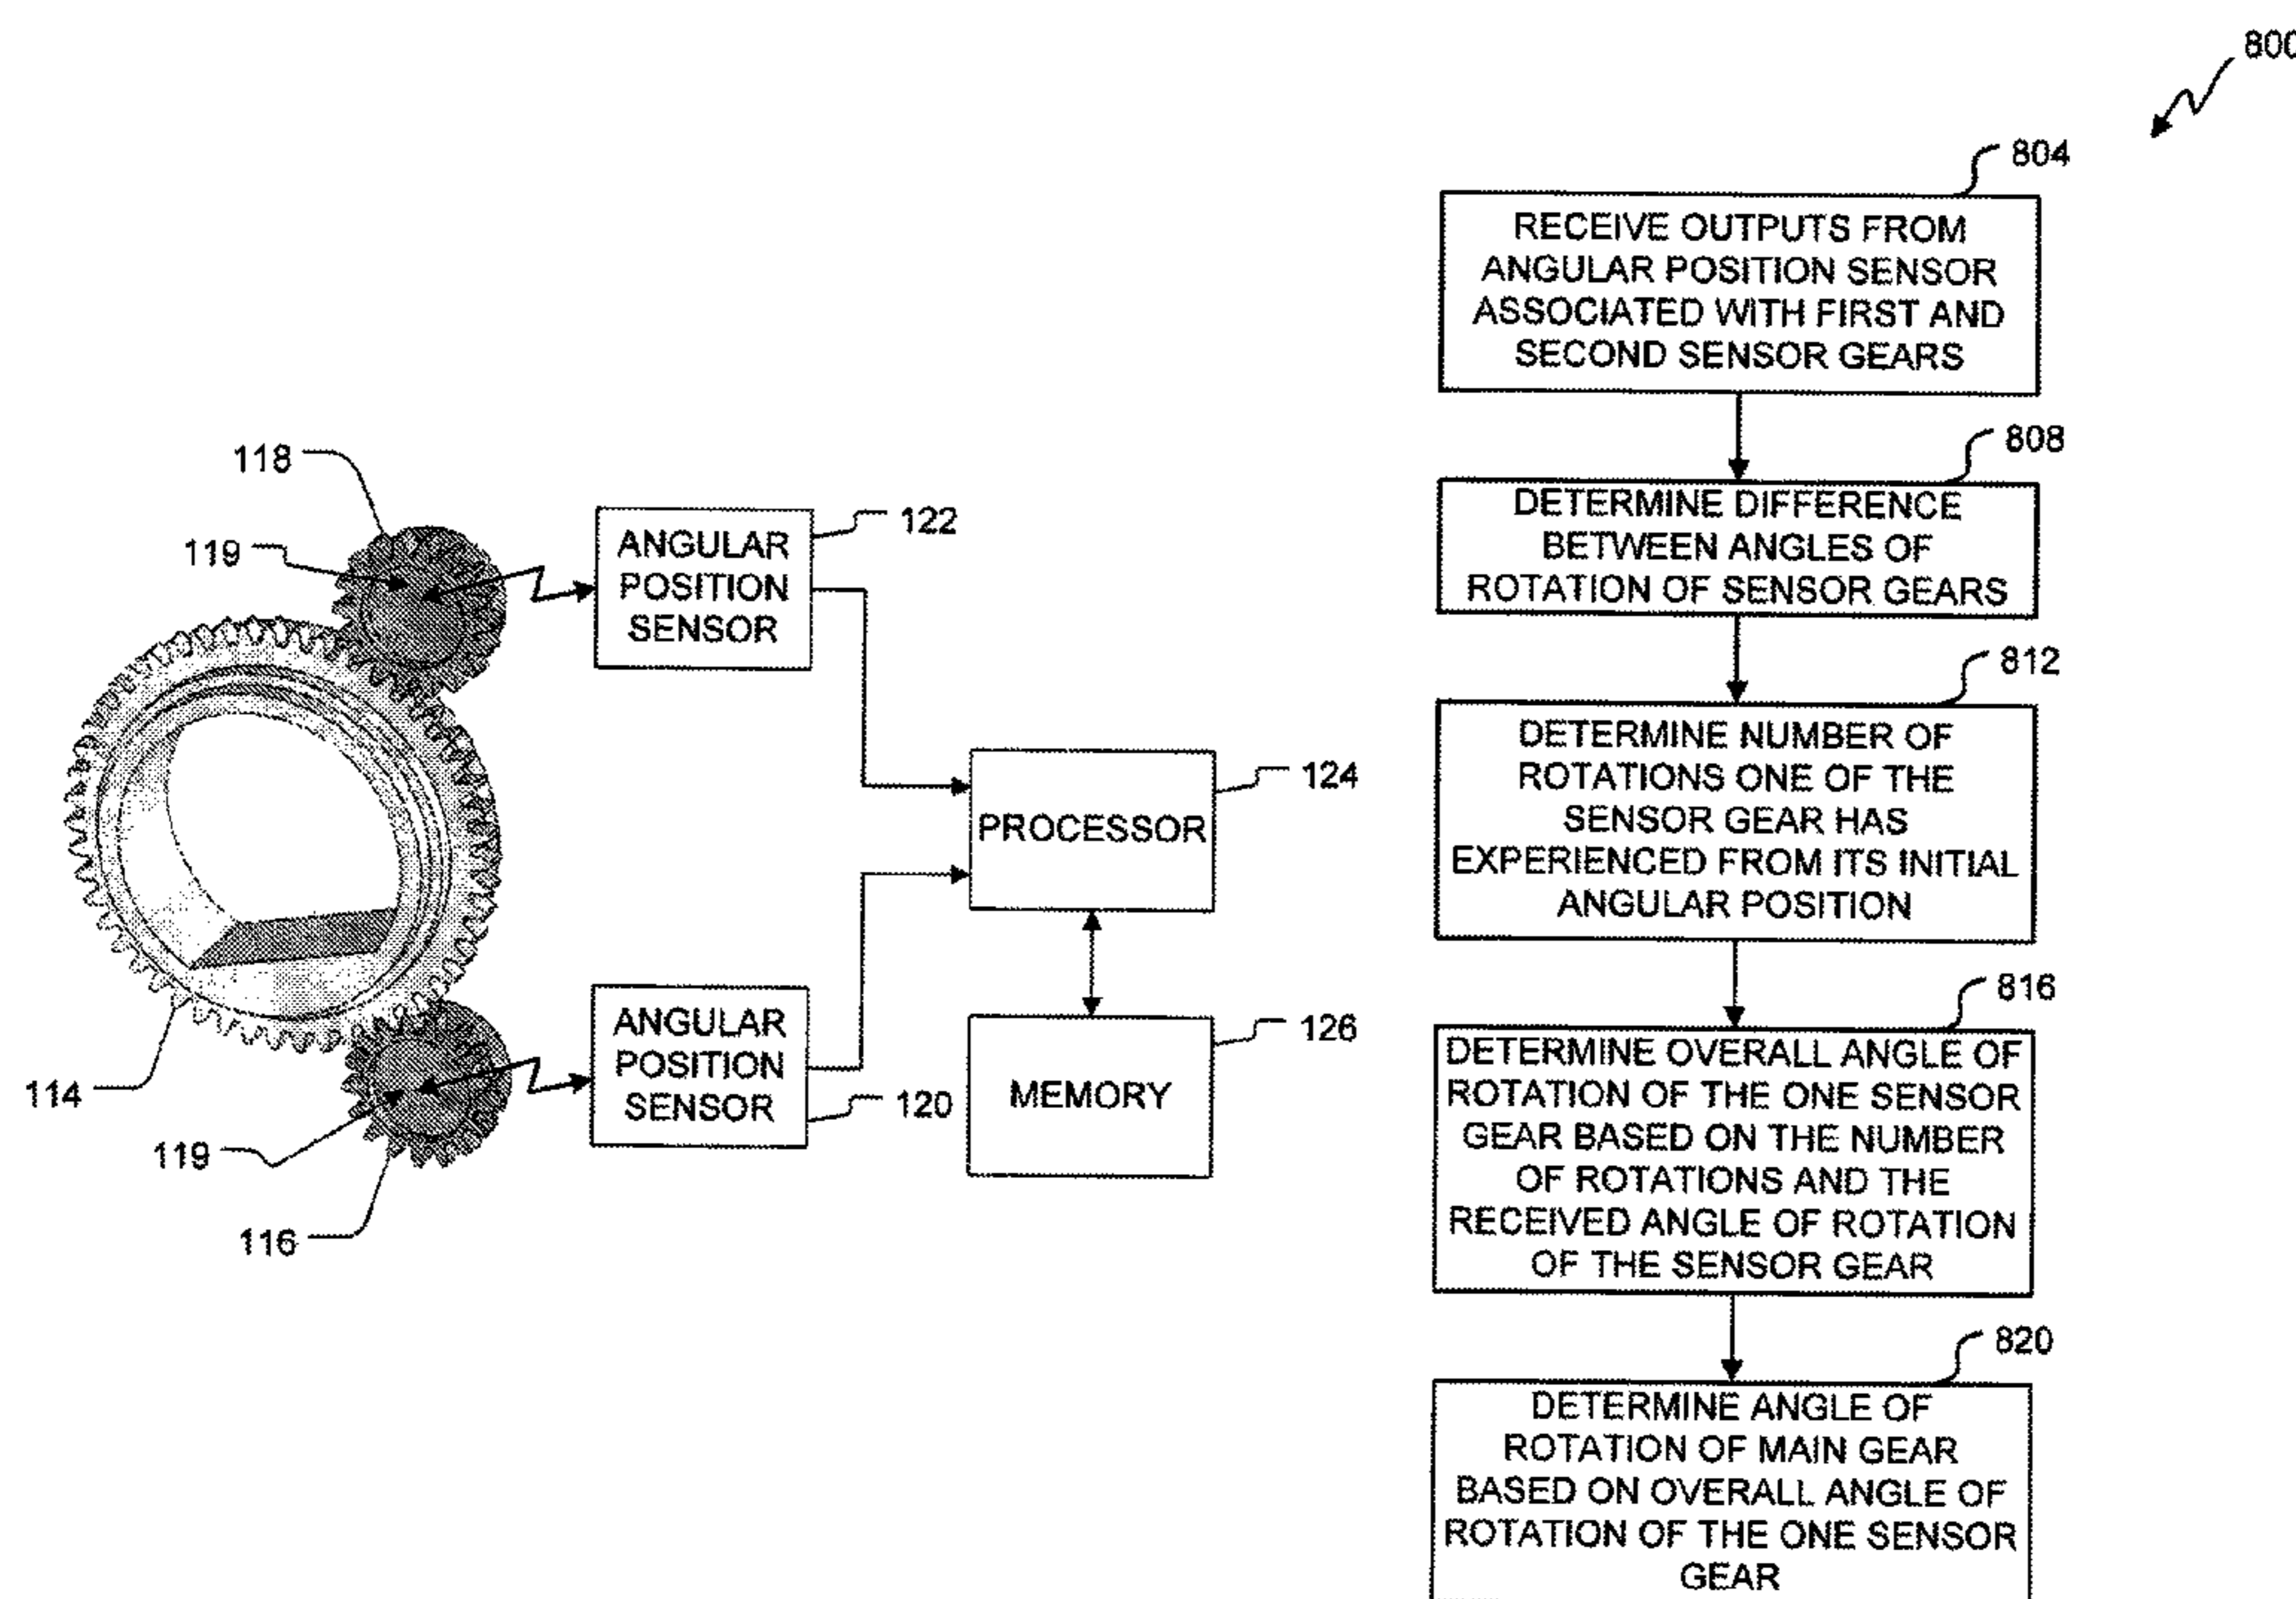 118
119
ANGULAR
POSITION
SENSOR
122
PROCESSOR
124
ANGULAR
POSITION
SENSOR
120
MEMORY
126
114
119
116
800
804
RECEIVE OUTPUTS FROM
ANGULAR POSITION SENSOR
ASSOCIATED WITH FIRST AND
SECOND SENSOR GEARS
808
DETERMINE DIFFERENCE
BETWEEN ANGLES OF
ROTATION OF SENSOR GEARS
812
DETERMINE NUMBER OF
ROTATIONS ONE OF THE
SENSOR GEAR HAS
EXPERIENCED FROM ITS INITIAL
ANGULAR POSITION
816
DETERMINE OVERALL ANGLE OF
ROTATION OF THE ONE SENSOR
GEAR BASED ON THE NUMBER
OF ROTATIONS AND THE
RECEIVED ANGLE OF ROTATION
OF THE SENSOR GEAR
820
DETERMINE ANGLE OF
ROTATION OF MAIN GEAR
BASED ON OVERALL ANGLE OF
ROTATION OF THE ONE SENSOR
GEAR